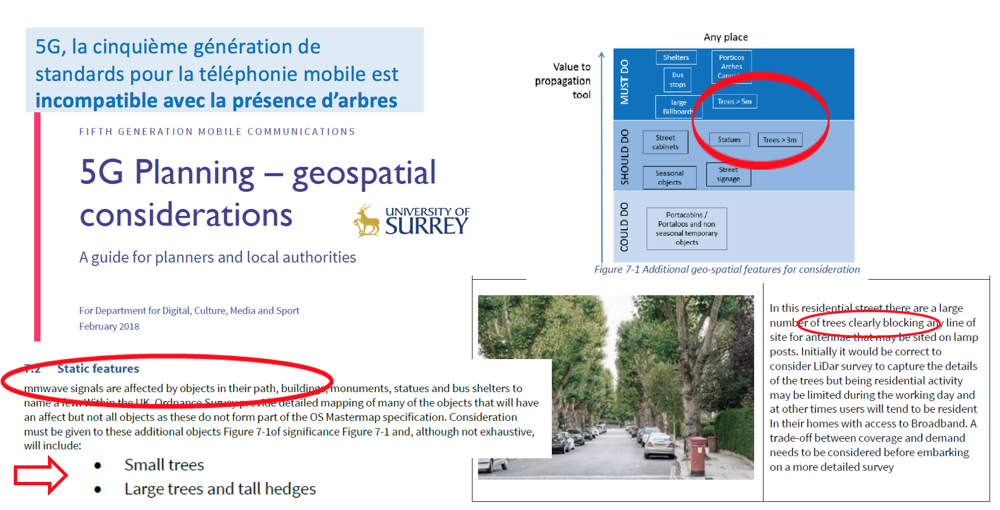 5G, la cinquième génération de
standards pour la téléphonie mobile est
incompatible avec la présence d'arbres
FIFTH GENERATION MOBILE COMMUNICATIONS
5G Planning – geospatial
considerations
UNIVERSITY OF
SURREY
A guide for planners and local authorities
For Department for Digital, Culture, Media and Sport
February 2018
Any place
Value to
propagation
tool
MUST DO
Shelters
Porticos
Arches
Bus
stops
large
Billboards
Trees > 5m
SHOULD DO
Street
cabinets
Statues
Trees > 3m
Seasonal
objects
Street
signage
COULD DO
Portacabins /
Portaloos and non
seasonal temporary
objects
Figure 7-1 Additional geo-spatial features for consideration
7.2 Static features
mmwave signals are affected by objects in their path, buildings, monuments, statues and bus shelters to
name a few. Within the UK, Ordnance Survey provide detailed mapping of many of the objects that will have
an affect but not all objects as these do not form part of the OS Mastermap specification. Consideration
must be given to these additional objects Figure 7-1of significance Figure 7-1 and, although not exhaustive,
will include:
• Small trees
• Large trees and tall hedges
In this residential street there are a large
number of trees clearly blocking any line of
site for antennae that may be sited on lamp
posts. Initially it would be correct to
consider LiDar survey to capture the details
of the trees but being residential activity
may be limited during the working day and
at other times users will tend to be resident
In their homes with access to Broadband. A
trade-off between coverage and demand
needs to be considered before embarking
on a more detailed survey